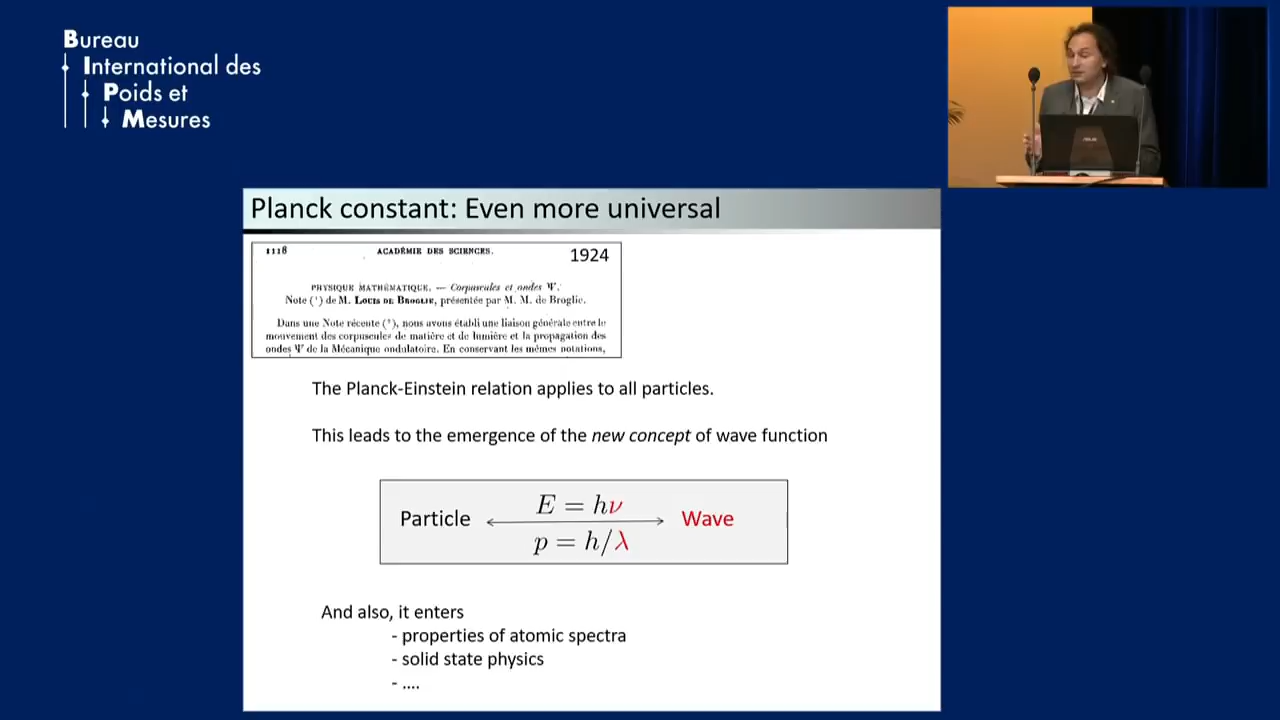 Bureau
International des
Poids et
Mesures
ASUS
Planck constant: Even more universal
1118 ACADÉMIE DES SCIENCES. 1924
PHYSIQUE MATHÉMATIQUE. — Corpuscules et ondes Ψ.
Note (¹) de M. Louis de Broglie, présentée par M. M. de Broglie.
Dans une Note récente (²), nous avons établi une liaison générale entre le
mouvement des corpuscules de matière et de lumière et la propagation des
ondes Ψ de la Mécanique ondulatoire. En conservant les mêmes notations,
The Planck-Einstein relation applies to all particles.
This leads to the emergence of the new concept of wave function
E = hν
Particle Wave
p = h/λ
And also, it enters
- properties of atomic spectra
- solid state physics
- ....